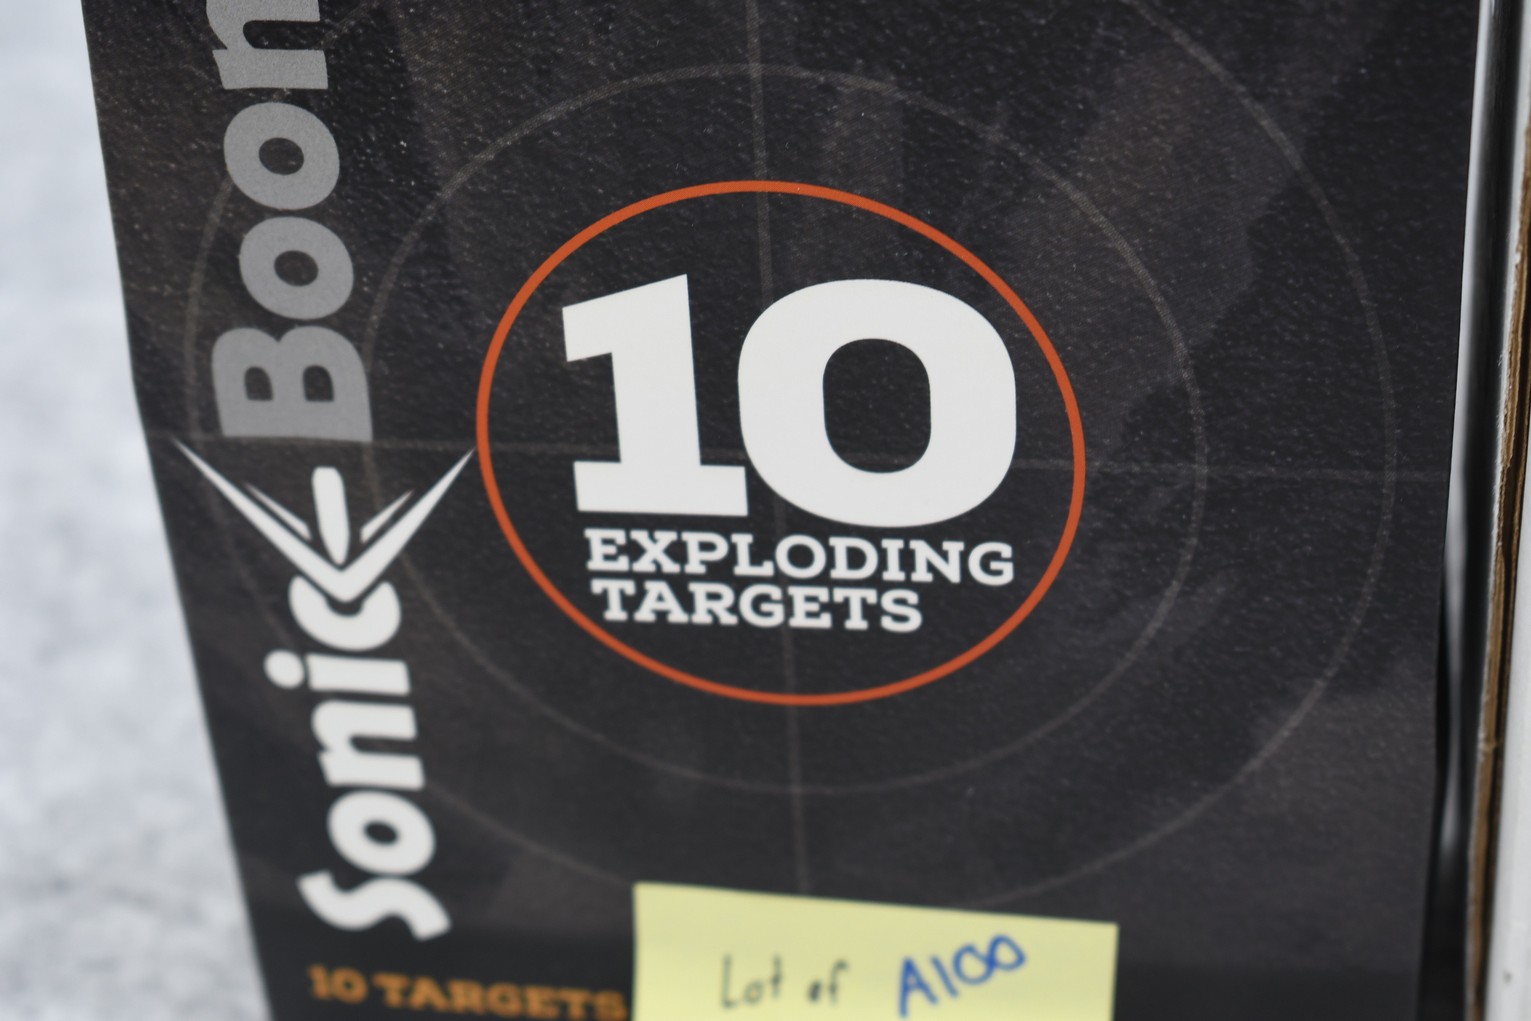 Sonic Boom
10
EXPLODING
TARGETS
10 TARGETS
Lot of A100